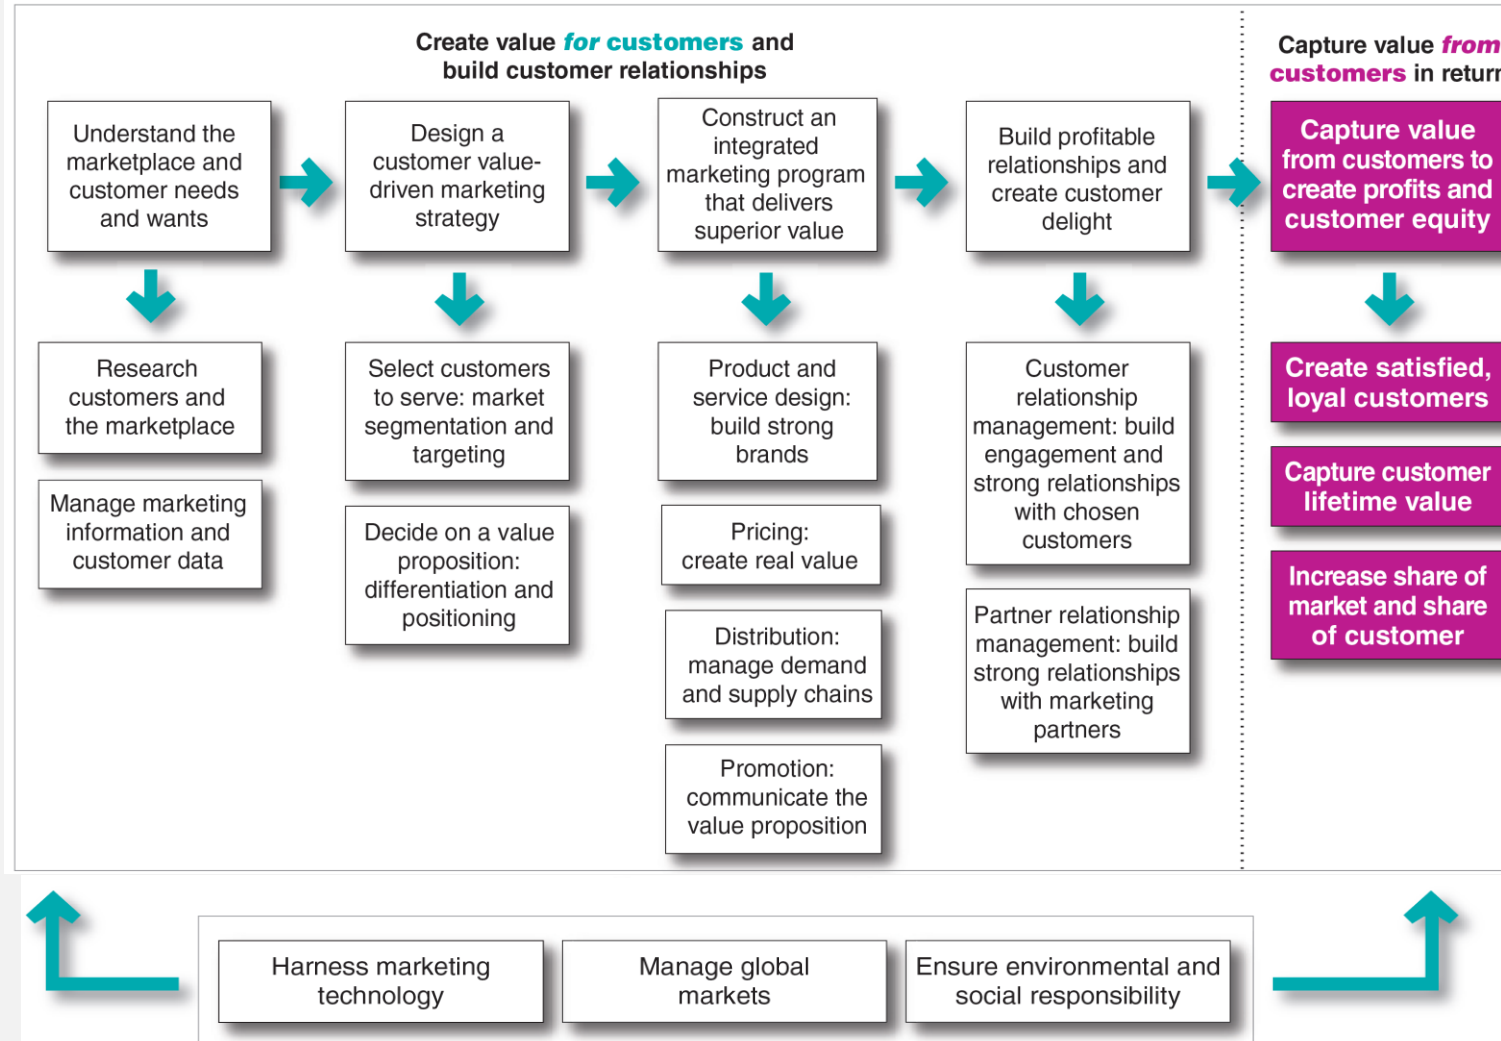 Create value for customers and
build customer relationships
Capture value from
customers in return
Understand the
marketplace and
customer needs
and wants
Design a
customer value-
driven marketing
strategy
Construct an
integrated
marketing program
that delivers
superior value
Build profitable
relationships and
create customer
delight
Capture value
from customers to
create profits and
customer equity
Research
customers and
the marketplace
Manage marketing
information and
customer data
Select customers
to serve: market
segmentation and
targeting
Decide on a value
proposition:
differentiation and
positioning
Product and
service design:
build strong
brands
Pricing:
create real value
Distribution:
manage demand
and supply chains
Promotion:
communicate the
value proposition
Customer
relationship
management: build
engagement and
strong relationships
with chosen
customers
Partner relationship
management: build
strong relationships
with marketing
partners
Create satisfied,
loyal customers
Capture customer
lifetime value
Increase share of
market and share
of customer
Harness marketing
technology
Manage global
markets
Ensure environmental and
social responsibility